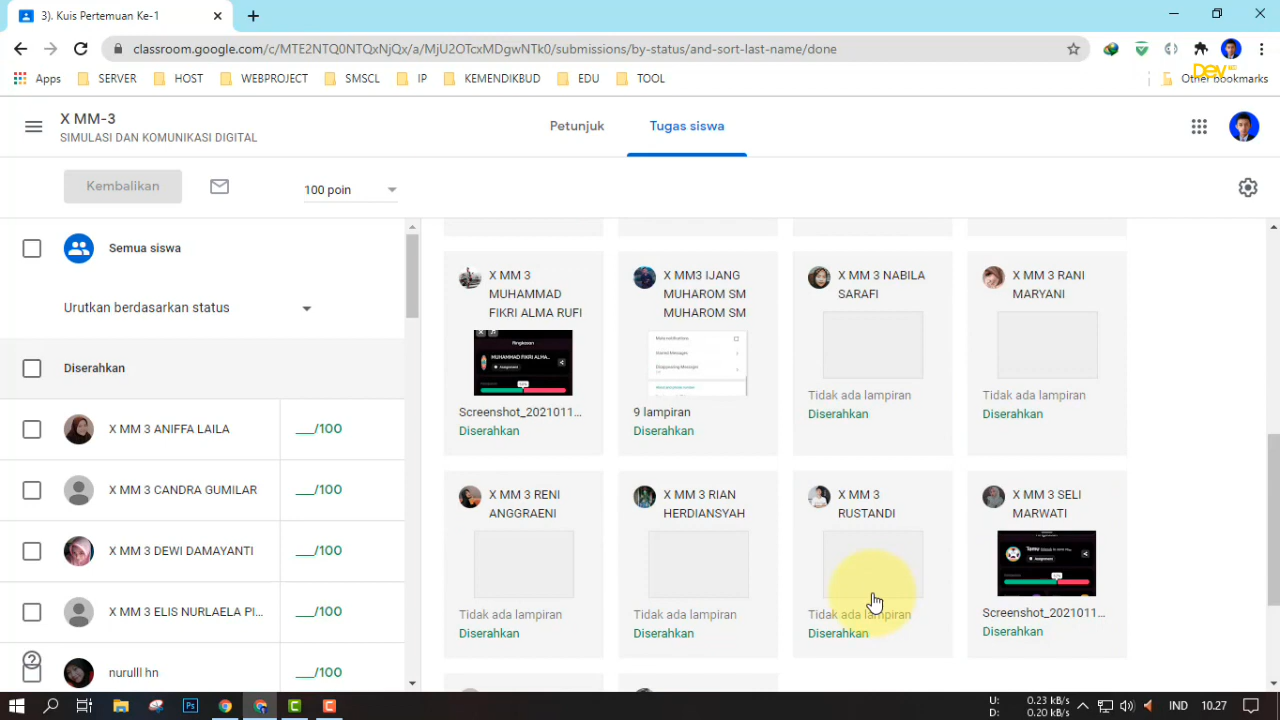 3). Kuis Pertemuan Ke-1
classroom.google.com/c/MTE2NTQ0NTQxNjQx/a/MjU2OTcxMDgwNTk0/submissions/by-status/and-sort-last-name/done
Apps SERVER HOST WEBPROJECT SMSCL IP KEMENDIKBUD EDU TOOL Other bookmarks
X MM-3
SIMULASI DAN KOMUNIKASI DIGITAL
Petunjuk Tugas siswa
Kembalikan 100 poin
Semua siswa
Urutkan berdasarkan status
Diserahkan
X MM 3 ANIFFA LAILA ___/100
X MM 3 CANDRA GUMILAR ___/100
X MM 3 DEWI DAMAYANTI ___/100
X MM 3 ELIS NURLAELA PI... ___/100
nurulll hn ___/100
X MM 3
MUHAMMAD
FIKRI ALMA RUFI
Ringkasan
MUHAMMAD FIKRI ALMA...
Screenshot_202101 1...
Diserahkan
X MM3 IJANG
MUHAROM SM
MUHAROM SM
9 lampiran
Diserahkan
X MM 3 NABILA
SARAFI
Tidak ada lampiran
Diserahkan
X MM 3 RANI
MARYANI
Tidak ada lampiran
Diserahkan
X MM 3 RENI
ANGGRAENI
Tidak ada lampiran
Diserahkan
X MM 3 RIAN
HERDIANSYAH
Tidak ada lampiran
Diserahkan
X MM 3
RUSTANDI
Tidak ada lampiran
Diserahkan
X MM 3 SELI
MARWATI
Screenshot_2021011...
Diserahkan
U: 0.23 kB/s
D: 0.20 kB/s
IND 10.27